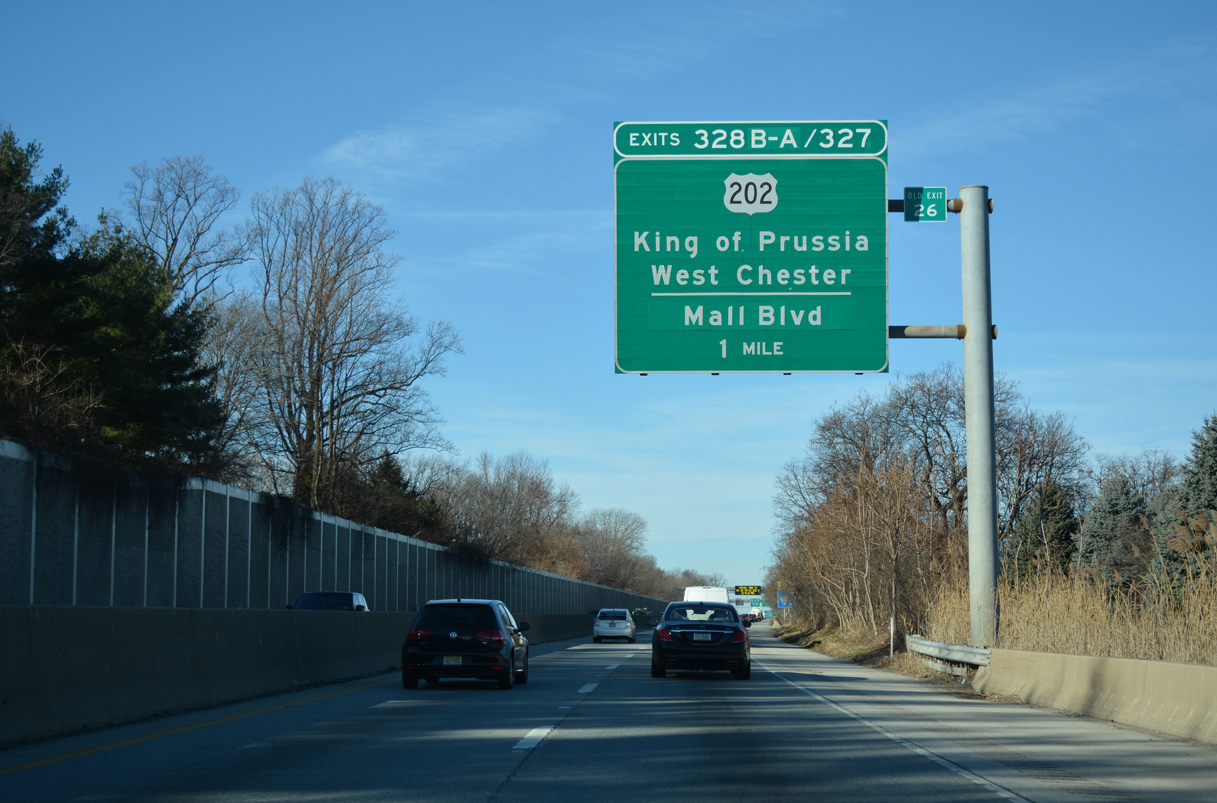 EXITS 328B-A/327
202
King of Prussia
West Chester
Mall Blvd
1 MILE
OLD EXIT
26